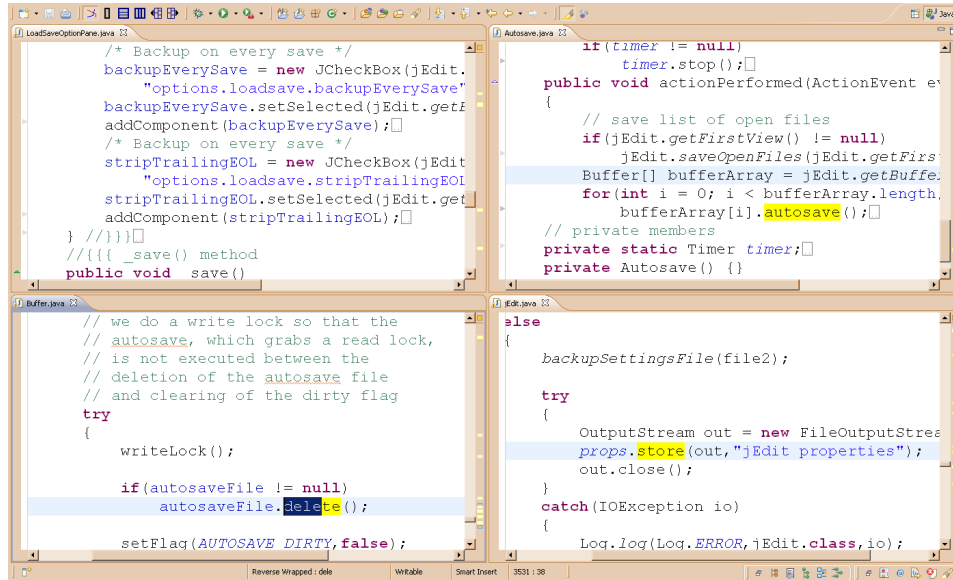 Java
LoadSaveOptionPane.java
/* Backup on every save */
backupEverySave = new JCheckBox(jEdit.
"options.loadsave.backupEverySave"
backupEverySave.setSelected(jEdit.getB
addComponent(backupEverySave);
/* Backup on every save */
stripTrailingEOL = new JCheckBox(jEdit
"options.loadsave.stripTrailingEOL
stripTrailingEOL.setSelected(jEdit.get
addComponent(stripTrailingEOL);
} //}}}
//{{{ _save() method
public void _save()
Autosave.java
if(timer != null)
timer.stop();
public void actionPerformed(ActionEvent ev
{
// save list of open files
if(jEdit.getFirstView() != null)
jEdit.saveOpenFiles(jEdit.getFirs
Buffer[] bufferArray = jEdit.getBuffe
for(int i = 0; i < bufferArray.length;
bufferArray[i].autosave();
// private members
private static Timer timer;
private Autosave() {}
Buffer.java
// we do a write lock so that the
// autosave, which grabs a read lock,
// is not executed between the
// deletion of the autosave file
// and clearing of the dirty flag
try
{
writeLock();
if(autosaveFile != null)
autosaveFile.delete();
setFlag(AUTOSAVE_DIRTY,false);
jEdit.java
else
{
backupSettingsFile(file2);
try
{
OutputStream out = new FileOutputStrea
props.store(out,"jEdit properties");
out.close();
}
catch(IOException io)
{
Log.log(Log.ERROR,jEdit.class,io);
Reverse Wrapped : dele
Writable
Smart Insert
3531 : 38